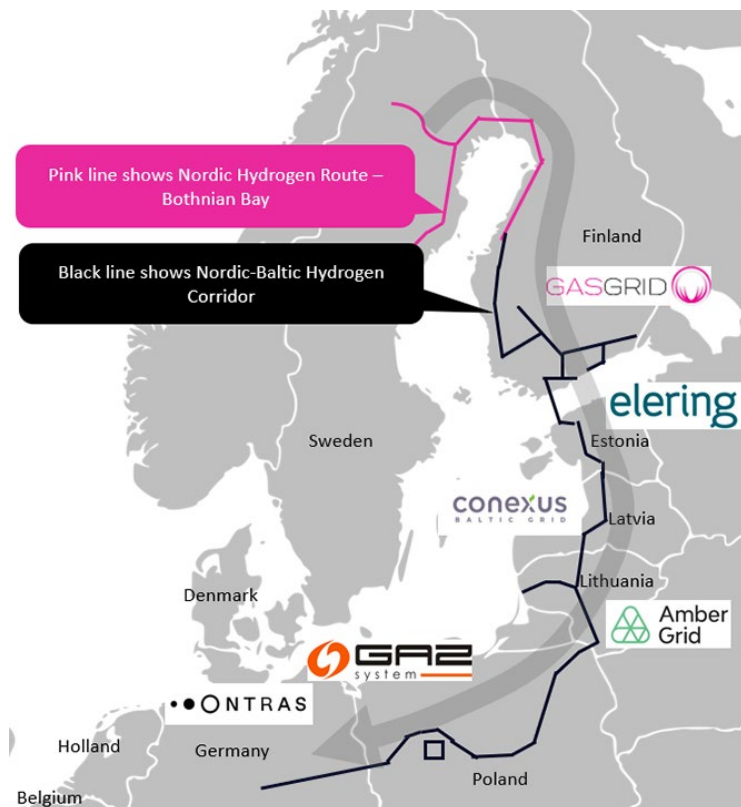 Pink line shows Nordic Hydrogen Route –
Bothnian Bay
Finland
GASGRID
Black line shows Nordic-Baltic Hydrogen
Corridor
elering
Sweden
Estonia
conexus
BALTIC GRID
Latvia
Lithuania
Denmark
Amber
Grid
GAZ
system
ONTRAS
Holland
Germany
Poland
Belgium